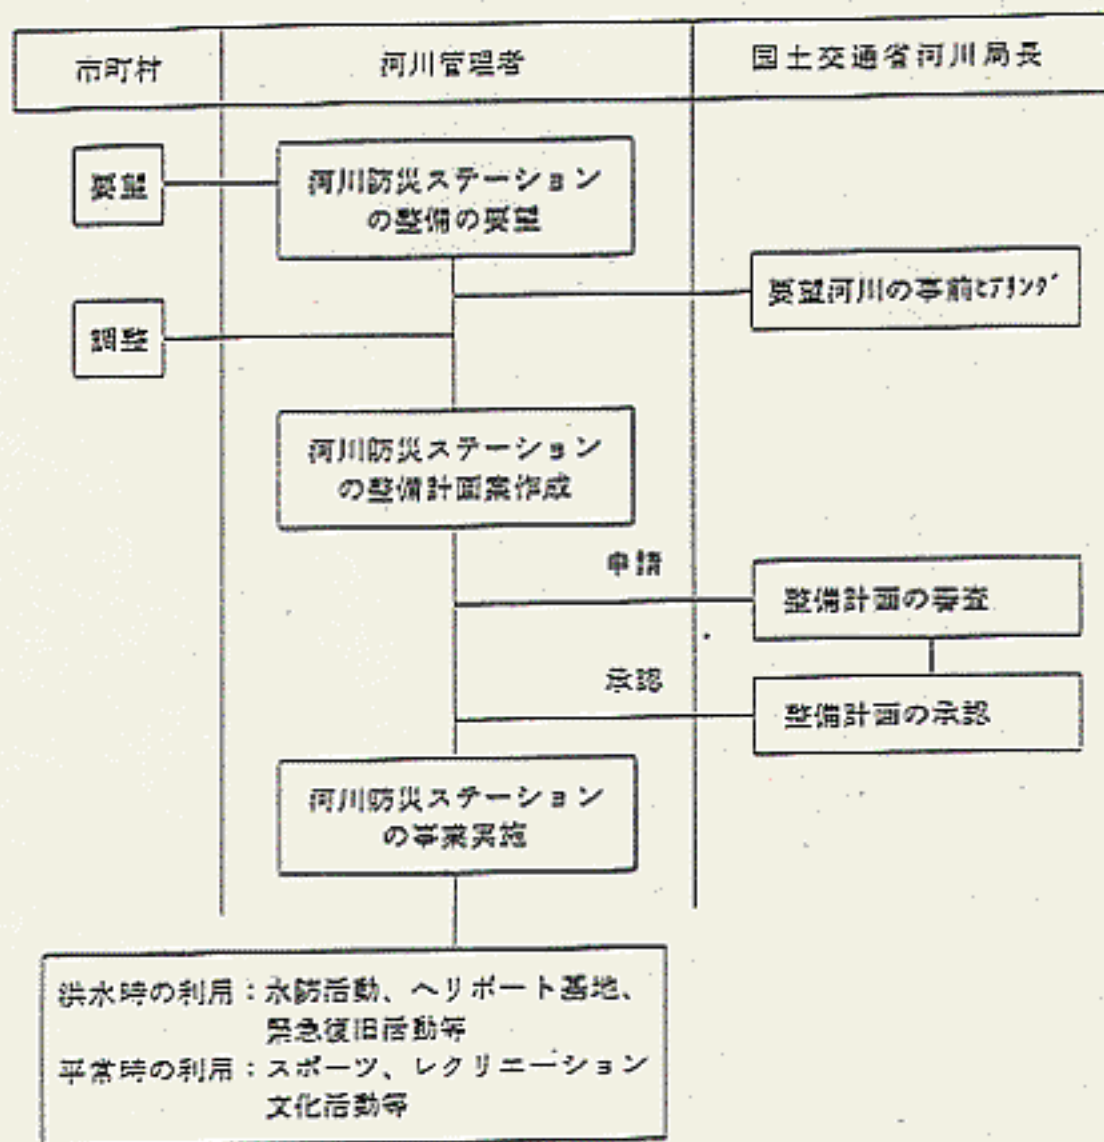 市町村
河川管理者
国土交通省河川局長
要望
河川防災ステーション
の整備の要望
要望河川の事前ﾋｱﾘﾝｸﾞ
調整
河川防災ステーション
の整備計画案作成
申請
整備計画の審査
承認
整備計画の承認
河川防災ステーション
の事業実施
洪水時の利用：水防活動、ヘリポート基地、
緊急復旧活動等
平常時の利用：スポーツ、レクリエーション
文化活動等